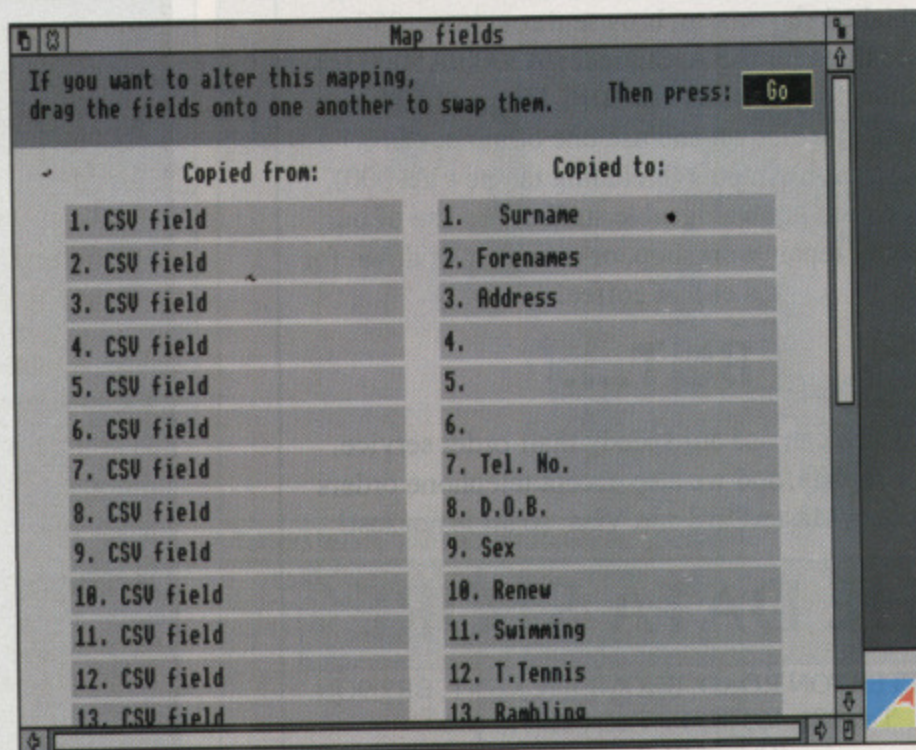 Map fields
If you want to alter this mapping,
drag the fields onto one another to swap them.
Then press: Go
Copied from:
Copied to:
1. CSV field
1. Surname
2. CSV field
2. Forenames
3. CSV field
3. Address
4. CSV field
4.
5. CSV field
5.
6. CSV field
6.
7. CSV field
7. Tel. No.
8. CSV field
8. D.O.B.
9. CSV field
9. Sex
10. CSV field
10. Renew
11. CSV field
11. Swimming
12. CSV field
12. T.Tennis
13. CSV field
13. Rambling